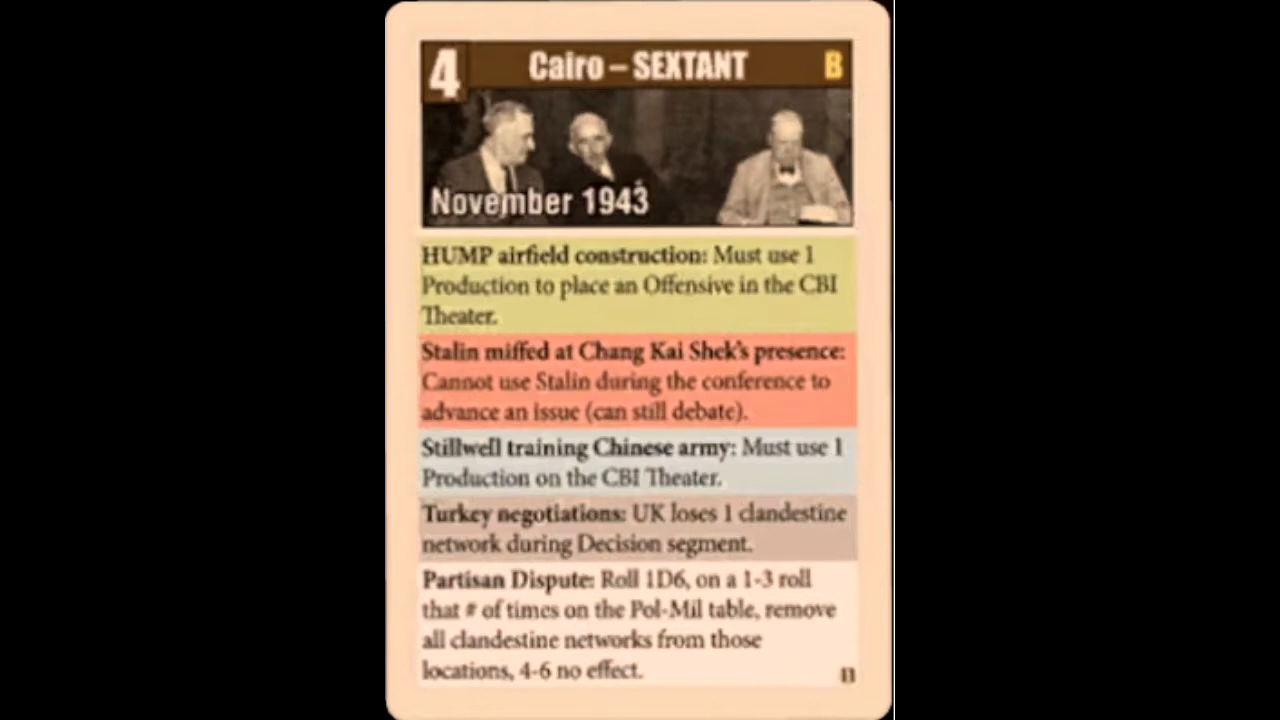 4 Cairo – SEXTANT B
November 1943
HUMP airfield construction: Must use 1
Production to place an Offensive in the CBI
Theater.
Stalin miffed at Chang Kai Shek's presence:
Cannot use Stalin during the conference to
advance an issue (can still debate).
Stillwell training Chinese army: Must use 1
Production on the CBI Theater.
Turkey negotiations: UK loses 1 clandestine
network during Decision segment.
Partisan Dispute: Roll 1D6, on a 1-3 roll
that # of times on the Pol-Mil table, remove
all clandestine networks from those
locations, 4-6 no effect.